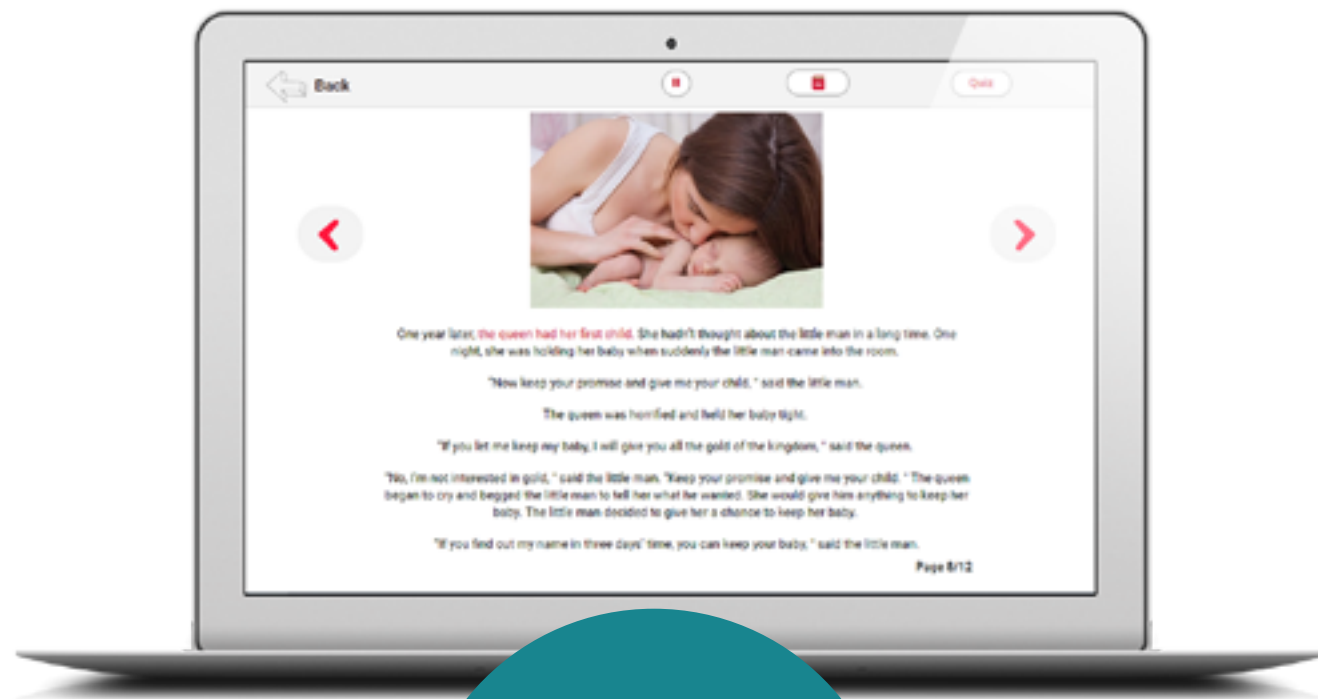 Back
Quiz
One year later, the queen had her first child. She hadn't thought about the little man in a long time. One
night, she was holding her baby when suddenly the little man came into the room.
"Now keep your promise and give me your child. " said the little man.
The queen was horrified and held her baby tight.
"If you let me keep my baby, I will give you all the gold of the kingdom, " said the queen.
"No, I'm not interested in gold, " said the little man. "Keep your promise and give me your child. " The queen
began to cry and begged the little man to tell her what he wanted. She would give him anything to keep her
baby. The little man decided to give her a chance to keep her baby.
"If you find out my name in three days' time, you can keep your baby, " said the little man.
Page 8/12